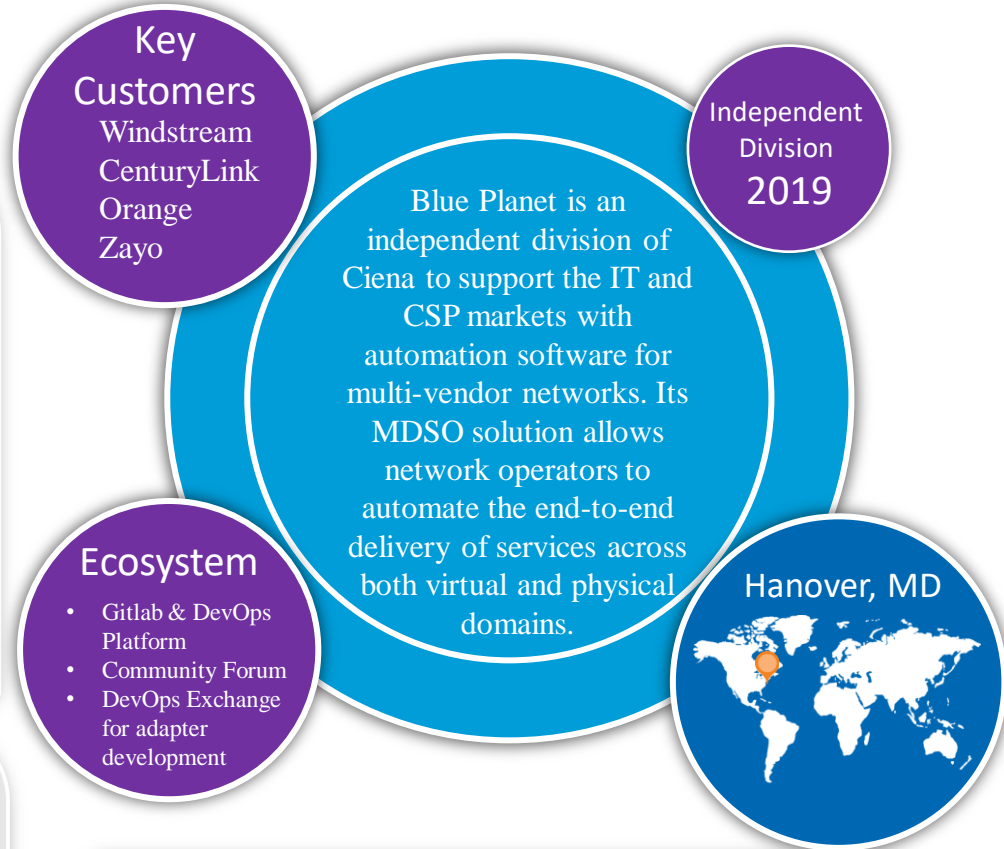 Key
Customers
Windstream
CenturyLink
Orange
Zayo
Independent
Division
2019
Blue Planet is an
independent division of
Ciena to support the IT and
CSP markets with
automation software for
multi-vendor networks. Its
MDSO solution allows
network operators to
automate the end-to-end
delivery of services across
both virtual and physical
domains.
Ecosystem
• Gitlab & DevOps
Platform
• Community Forum
• DevOps Exchange
for adapter
development
Hanover, MD